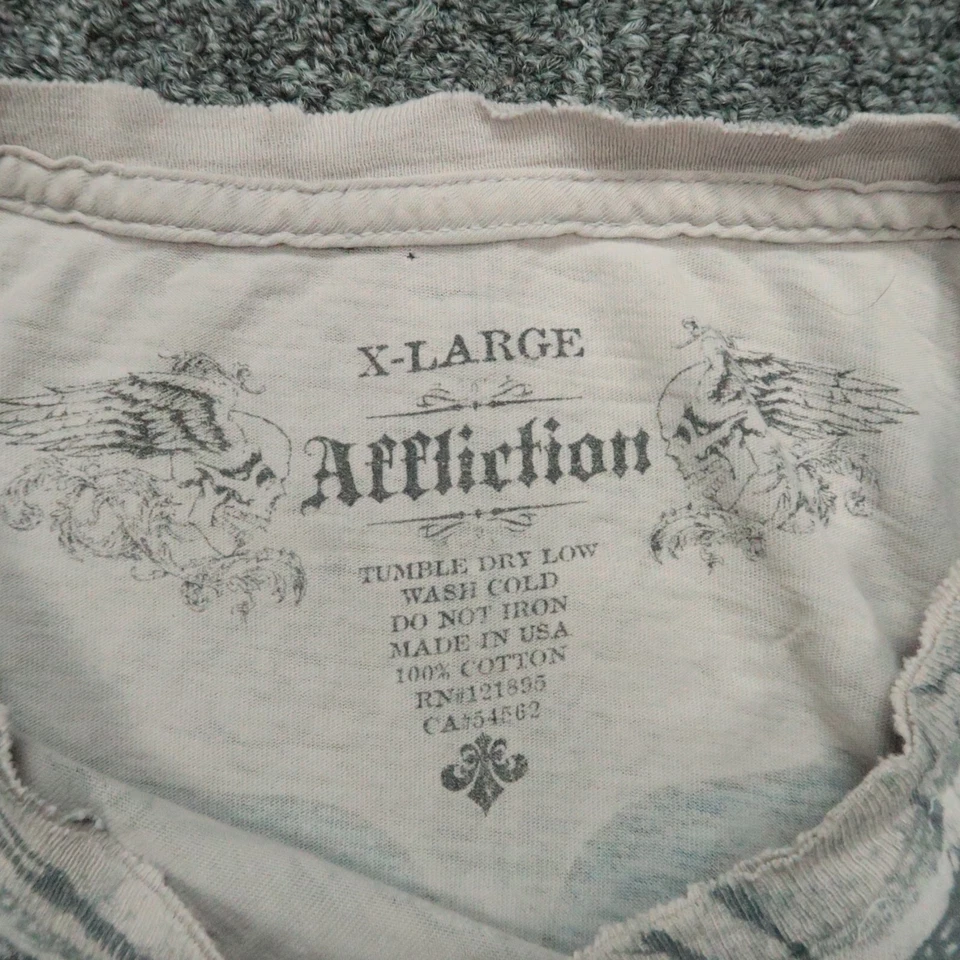 X-LARGE
Affliction
TUMBLE DRY LOW
WASH COLD
DO NOT IRON
MADE IN USA
100% COTTON
RN#121895
CA#54562